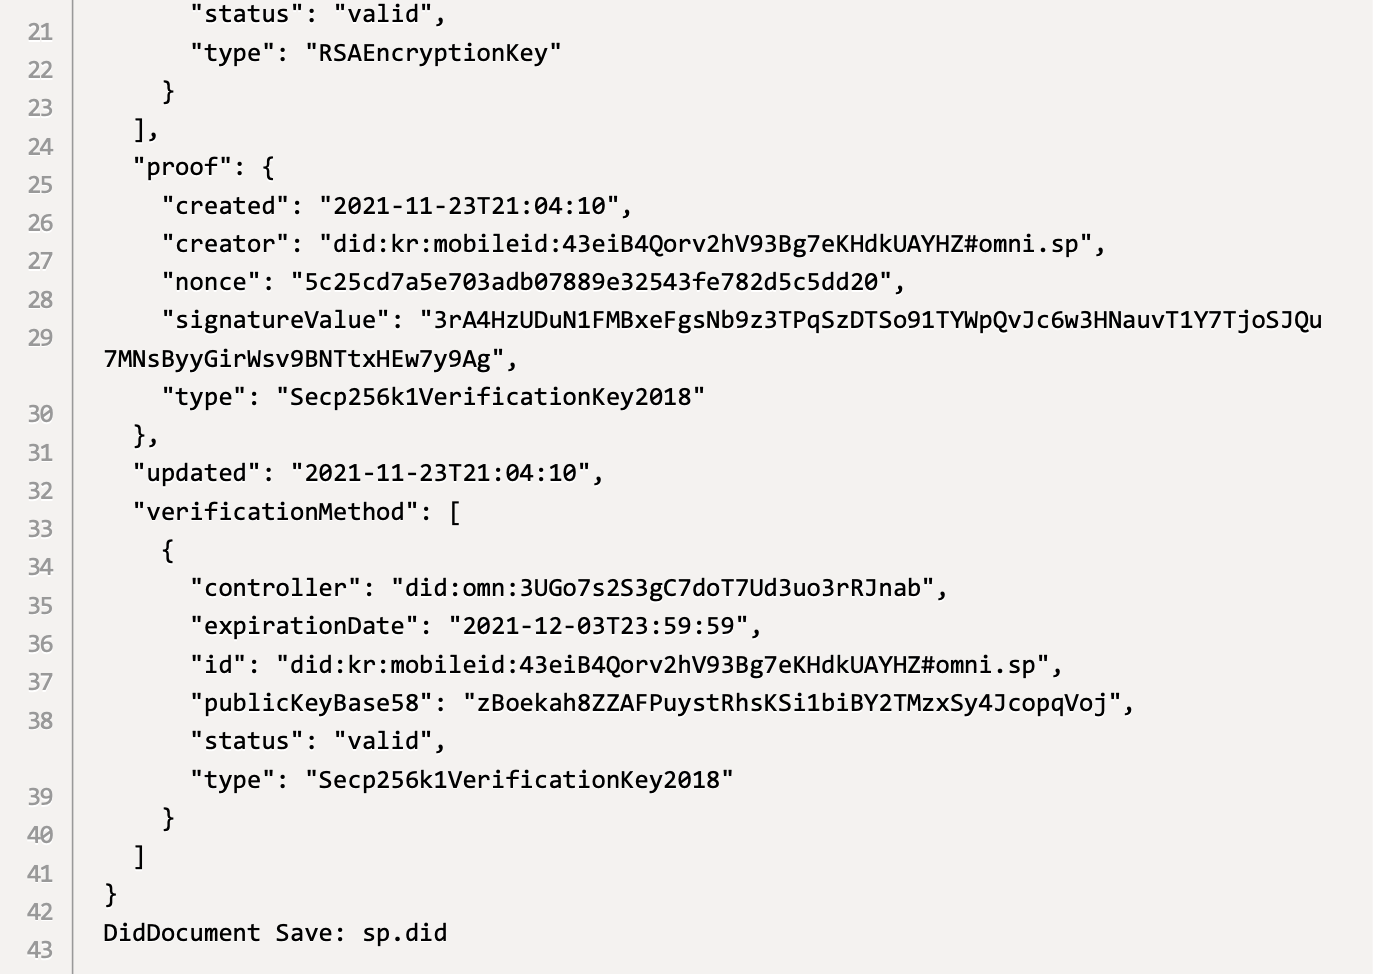 21
22
23
24
25
26
27
28
29
30
31
32
33
34
35
36
37
38
39
40
41
42
43
      "status": "valid",
      "type": "RSAEncryptionKey"
    }
  ],
  "proof": {
    "created": "2021-11-23T21:04:10",
    "creator": "did:kr:mobileid:43eiB4Qorv2hV93Bg7eKHdkUAYHZ#omni.sp",
    "nonce": "5c25cd7a5e703adb07889e32543fe782d5c5dd20",
    "signatureValue": "3rA4HzUDuN1FMBxeFgsNb9z3TPqSzDTSo91TYWpQvJc6w3HNauvT1Y7TjoSJQu
7MNsByyGirWsv9BNTtxHEw7y9Ag",
    "type": "Secp256k1VerificationKey2018"
  },
  "updated": "2021-11-23T21:04:10",
  "verificationMethod": [
    {
      "controller": "did:omn:3UGo7s2S3gC7doT7Ud3uo3rRJnab",
      "expirationDate": "2021-12-03T23:59:59",
      "id": "did:kr:mobileid:43eiB4Qorv2hV93Bg7eKHdkUAYHZ#omni.sp",
      "publicKeyBase58": "zBoekah8ZZAFPuystRhsKSi1biBY2TMzxSy4JcopqVoj",
      "status": "valid",
      "type": "Secp256k1VerificationKey2018"
    }
  ]
}
DidDocument Save: sp.did